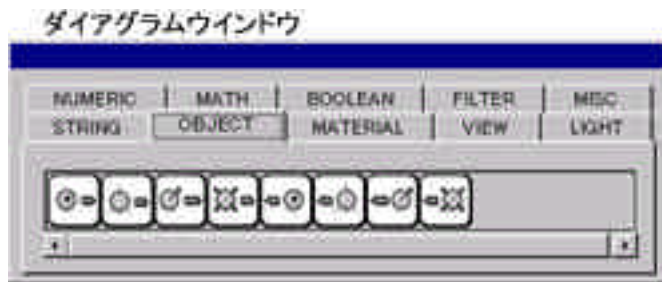 ダイアグラムウインドウ
NUMERIC MATH BOOLEAN FILTER MISC
STRING OBJECT MATERIAL VIEW LIGHT